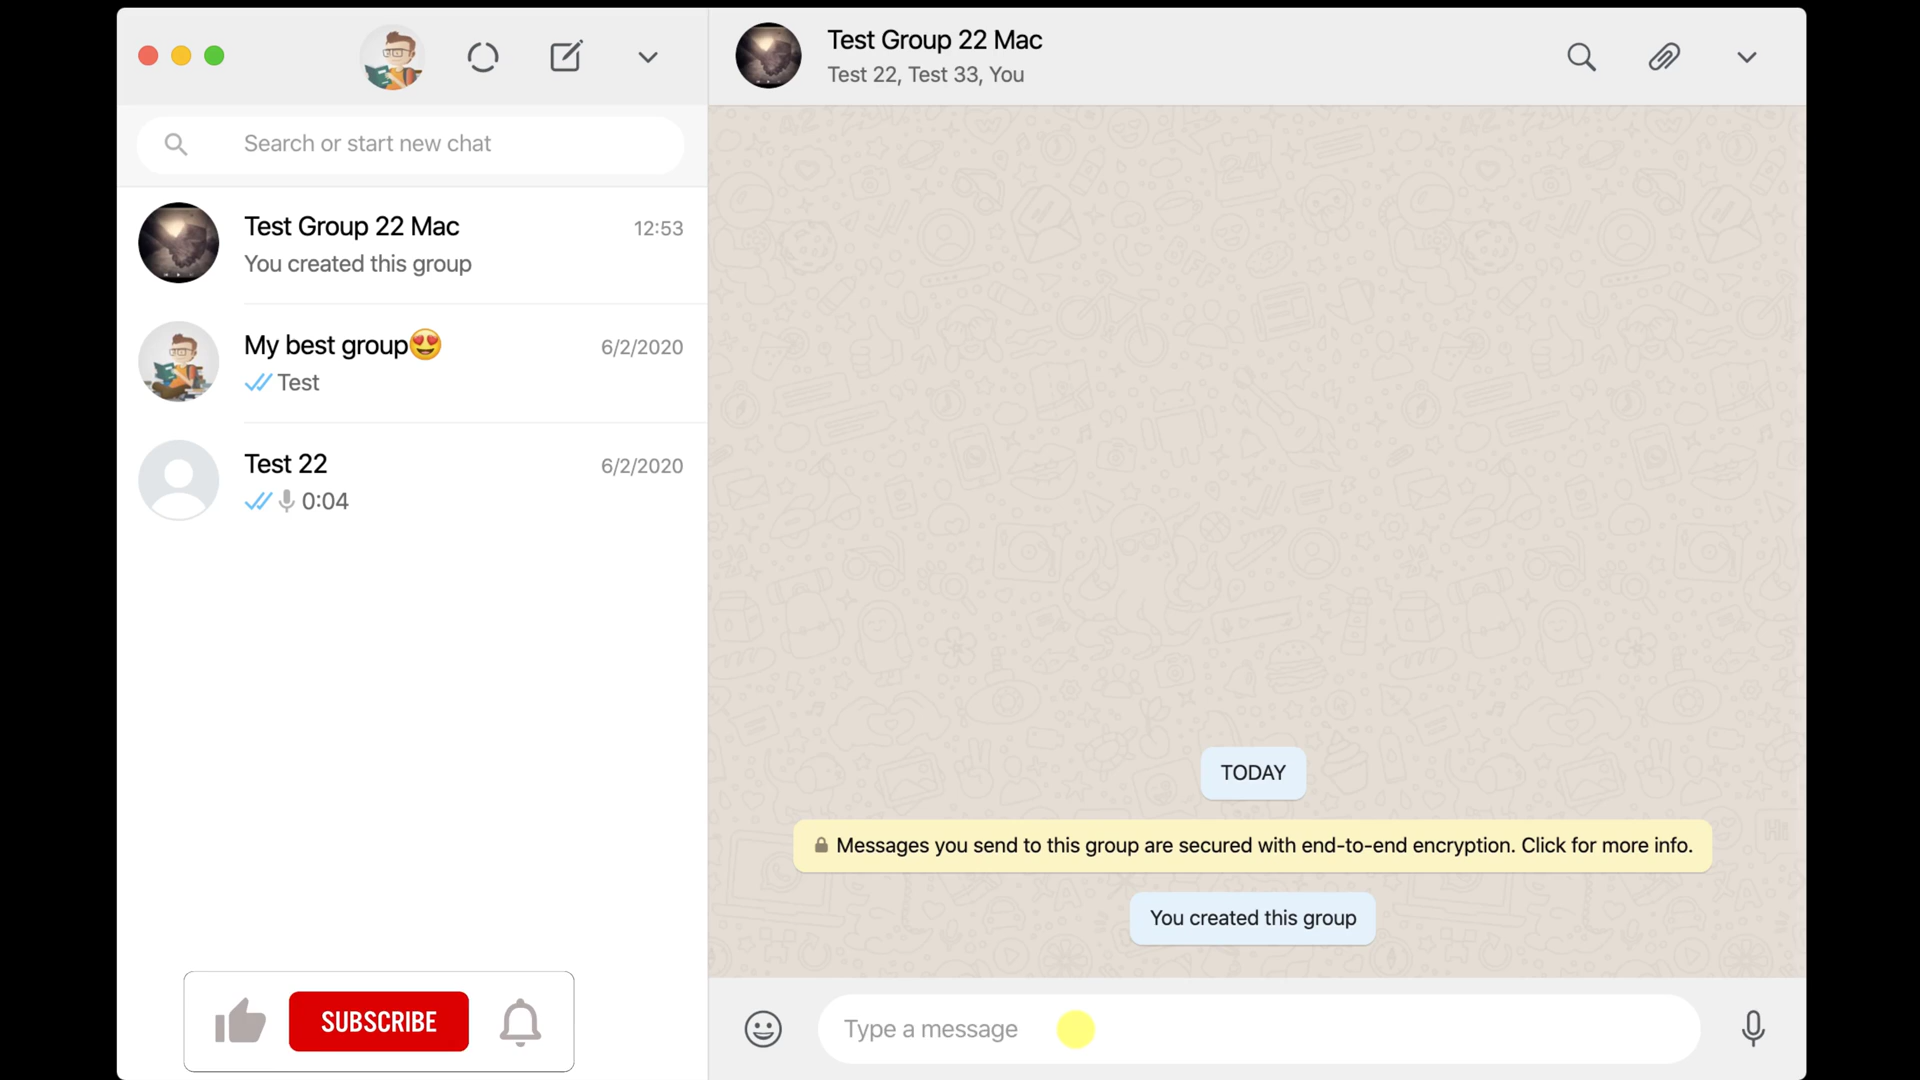 Test Group 22 Mac
Test 22, Test 33, You
Search or start new chat
Test Group 22 Mac
12:53
You created this group
My best group😍
6/2/2020
Test
Test 22
6/2/2020
0:04
TODAY
Messages you send to this group are secured with end-to-end encryption. Click for more info.
You created this group
SUBSCRIBE
Type a message